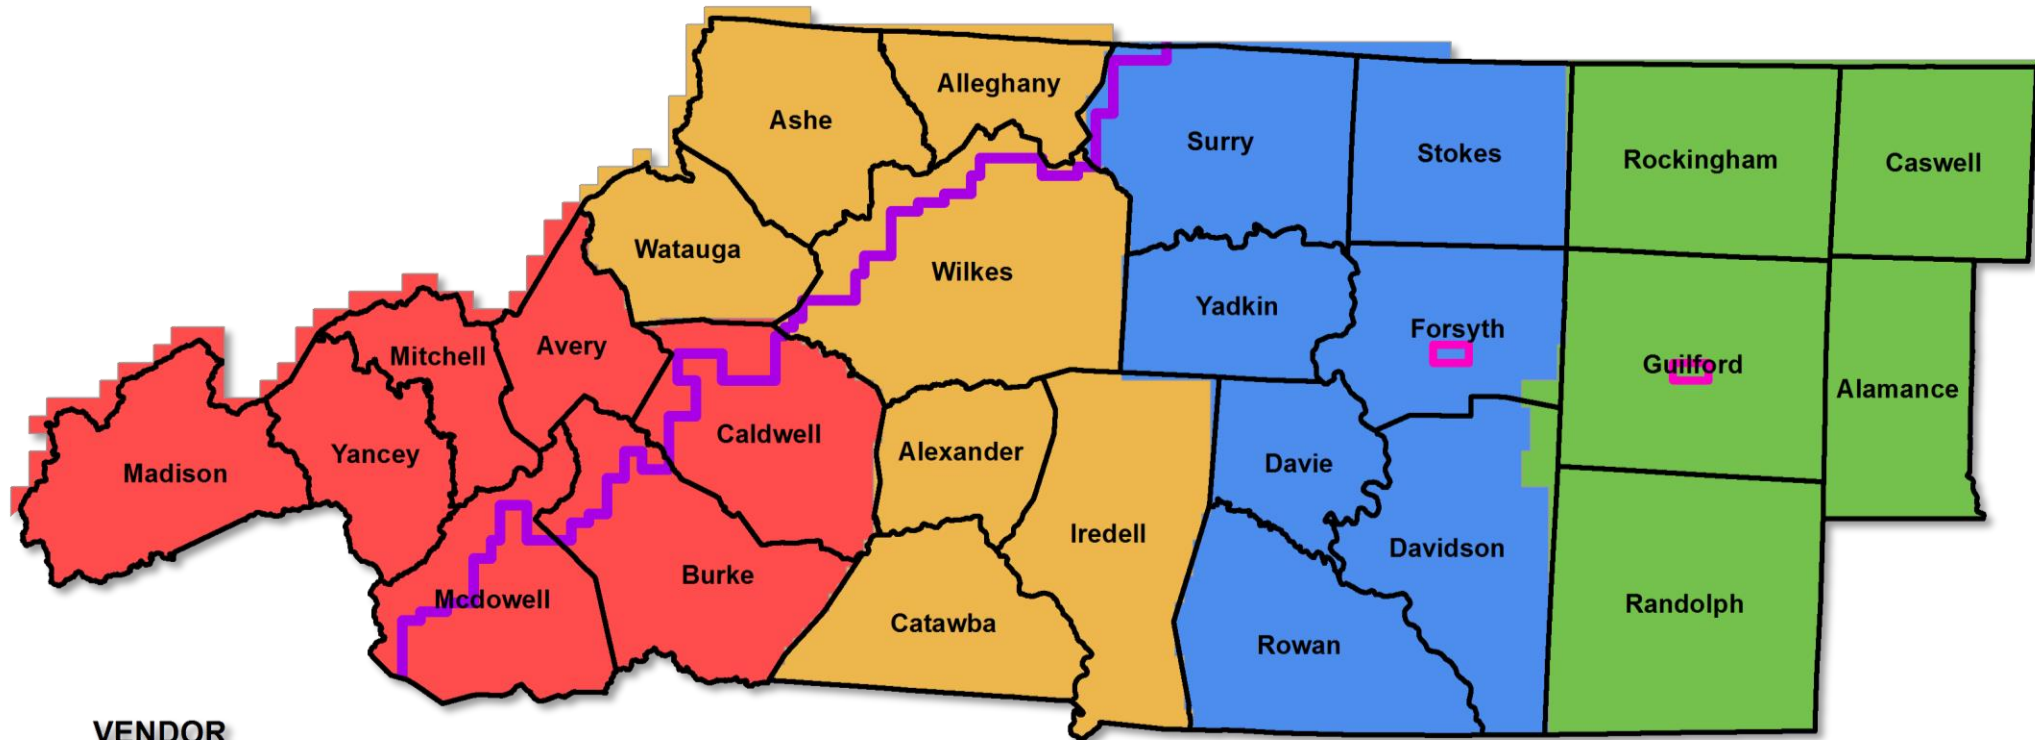 Alleghany
Ashe
Surry
Stokes
Rockingham
Caswell
Watauga
Wilkes
Yadkin
Forsyth
Mitchell
Avery
Guilford
Alamance
Madison
Yancey
Caldwell
Alexander
Davie
Iredell
Davidson
Burke
Mcdowell
Catawba
Randolph
Rowan
VENDOR